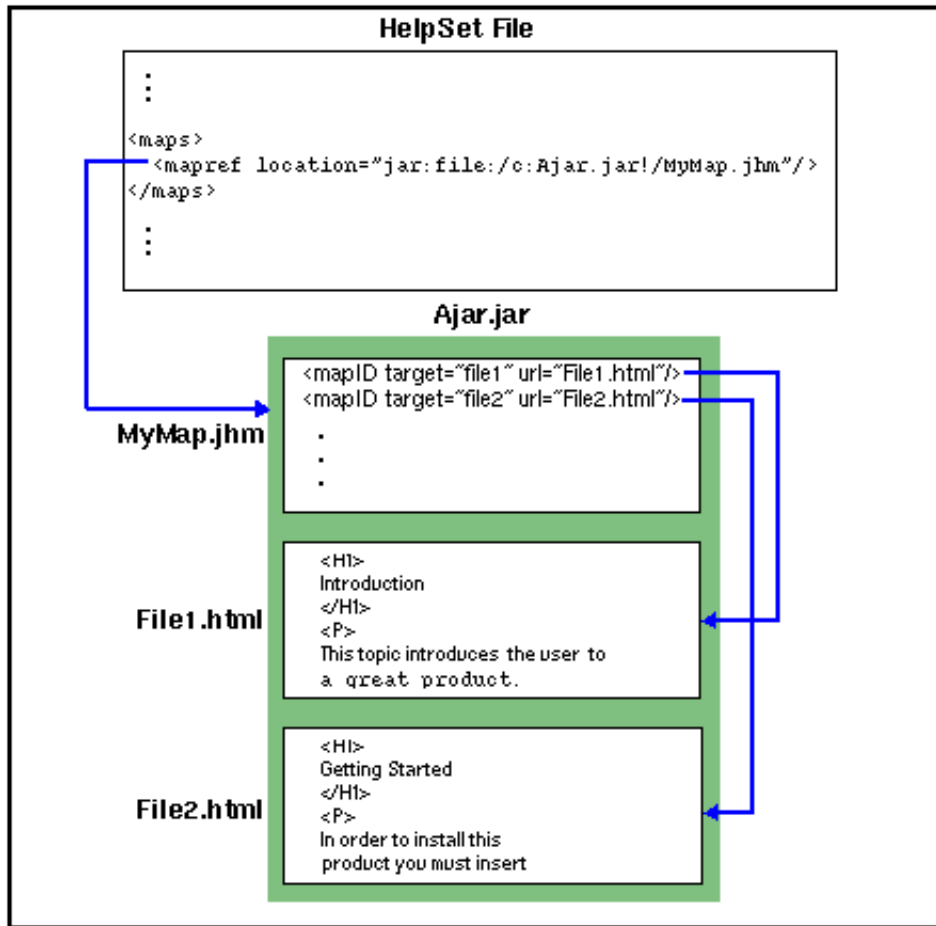 HelpSet File
<maps>
<mapref location="jar:file:/c:Ajar.jar!/MyMap.jhm"/>
</maps>
Ajar.jar
<mapID target="file1" url="File1.html"/>
<mapID target="file2" url="File2.html"/>
MyMap.jhm
File1.html
<H1>
Introduction
</H1>
<P>
This topic introduces the user to
a great product.
File2.html
<H1>
Getting Started
</H1>
<P>
In order to install this
product you must insert